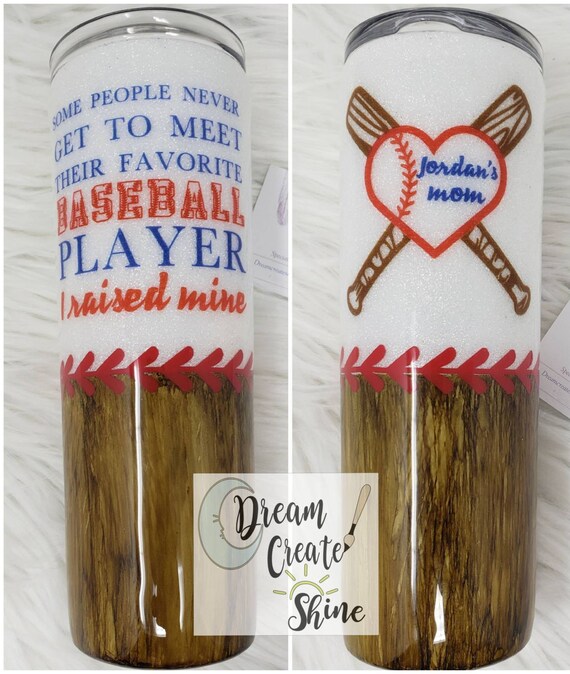 SOME PEOPLE NEVER
GET TO MEET
THEIR FAVORITE
BASEBALL
PLAYER
I raised mine
Jordan's
mom
Dream
Create
Shine